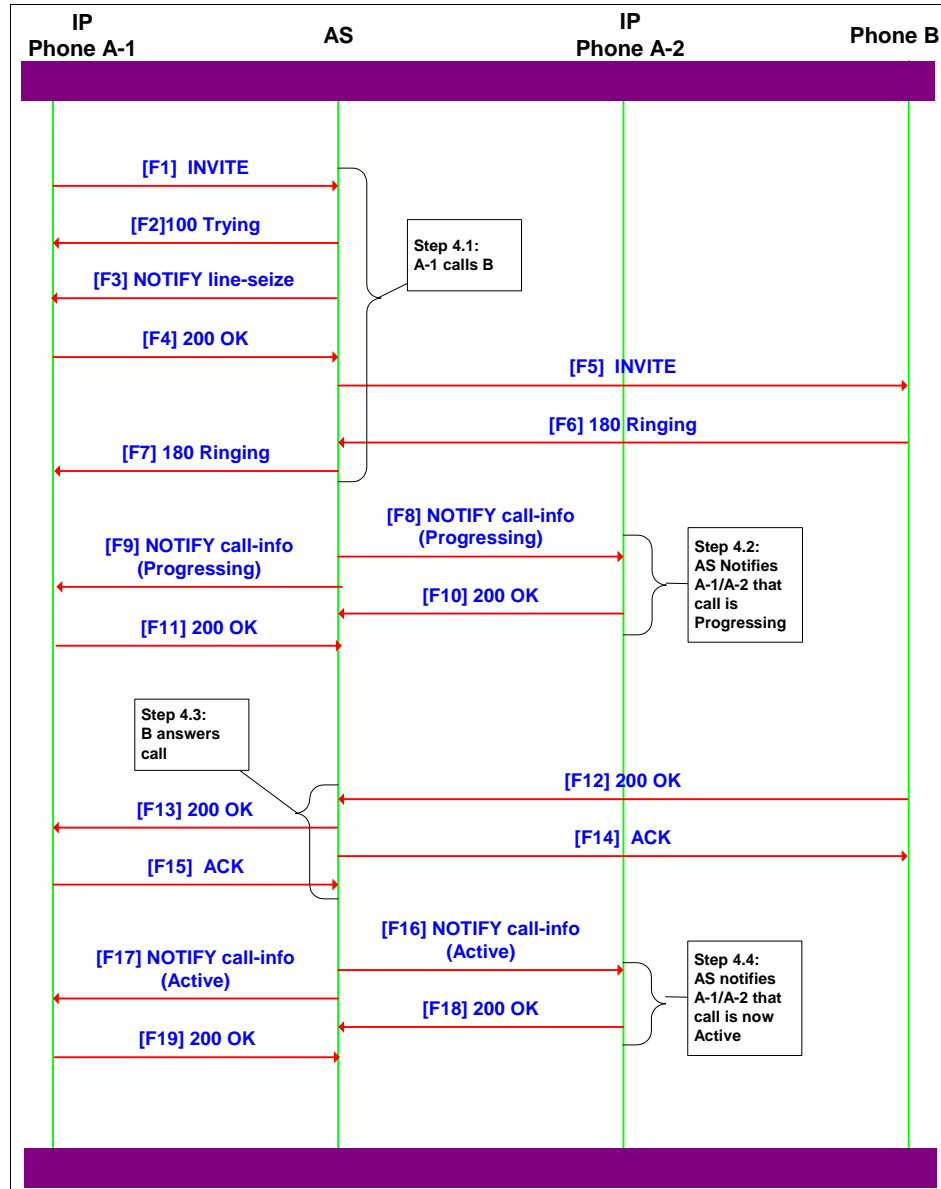 IP
Phone A-1
AS
IP
Phone A-2
Phone B
[F1]  INVITE
[F2]100 Trying
Step 4.1:
A-1 calls B
[F3] NOTIFY line-seize
[F4] 200 OK
[F5]  INVITE
[F6] 180 Ringing
[F7] 180 Ringing
[F8] NOTIFY call-info
(Progressing)
[F9] NOTIFY call-info
(Progressing)
Step 4.2:
AS Notifies
A-1/A-2 that
call is
Progressing
[F10] 200 OK
[F11] 200 OK
Step 4.3:
B answers
call
[F12] 200 OK
[F13] 200 OK
[F14]  ACK
[F15]  ACK
[F16] NOTIFY call-info
(Active)
[F17] NOTIFY call-info
(Active)
Step 4.4:
AS notifies
A-1/A-2 that
call is now
Active
[F18] 200 OK
[F19] 200 OK